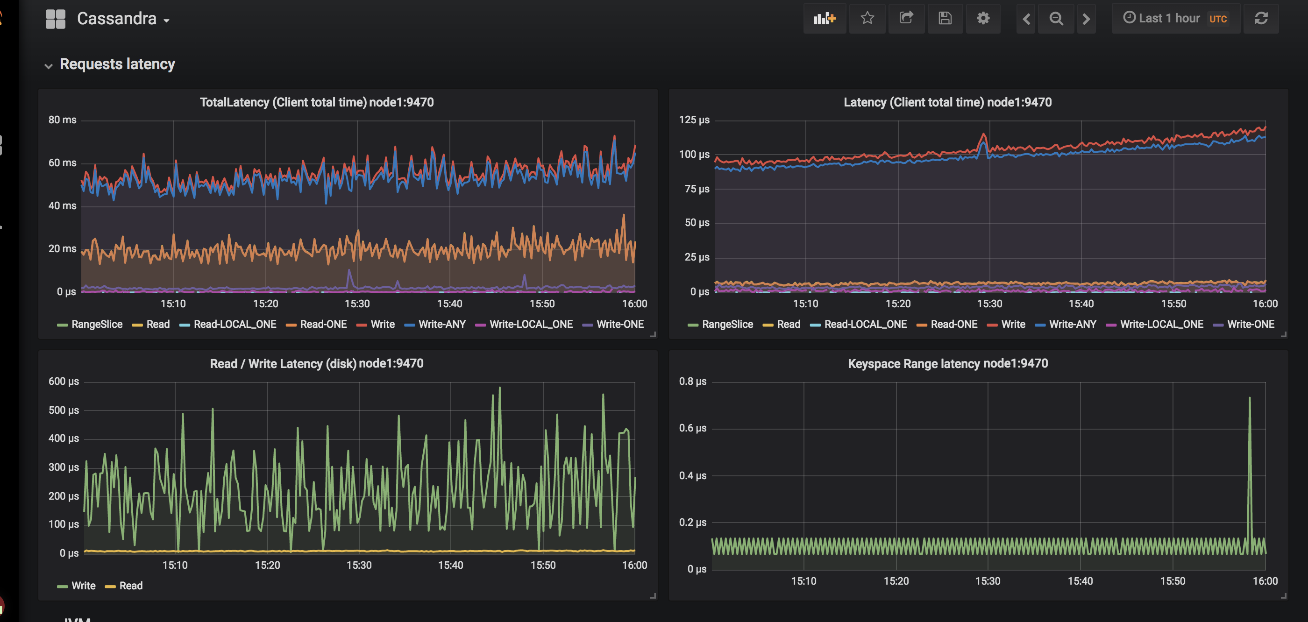 Cassandra
Last 1 hour UTC
Requests latency
TotalLatency (Client total time) node1:9470
80 ms
60 ms
40 ms
20 ms
0 µs
15:10 15:20 15:30 15:40 15:50 16:00
RangeSlice Read Read-LOCAL_ONE Read-ONE Write Write-ANY Write-LOCAL_ONE Write-ONE
Latency (Client total time) node1:9470
125 µs
100 µs
75 µs
50 µs
25 µs
0 µs
15:10 15:20 15:30 15:40 15:50 16:00
RangeSlice Read Read-LOCAL_ONE Read-ONE Write Write-ANY Write-LOCAL_ONE Write-ONE
Read / Write Latency (disk) node1:9470
600 µs
500 µs
400 µs
300 µs
200 µs
100 µs
0 µs
15:10 15:20 15:30 15:40 15:50 16:00
Write Read
Keyspace Range latency node1:9470
0.8 µs
0.6 µs
0.4 µs
0.2 µs
0 µs
15:10 15:20 15:30 15:40 15:50 16:00